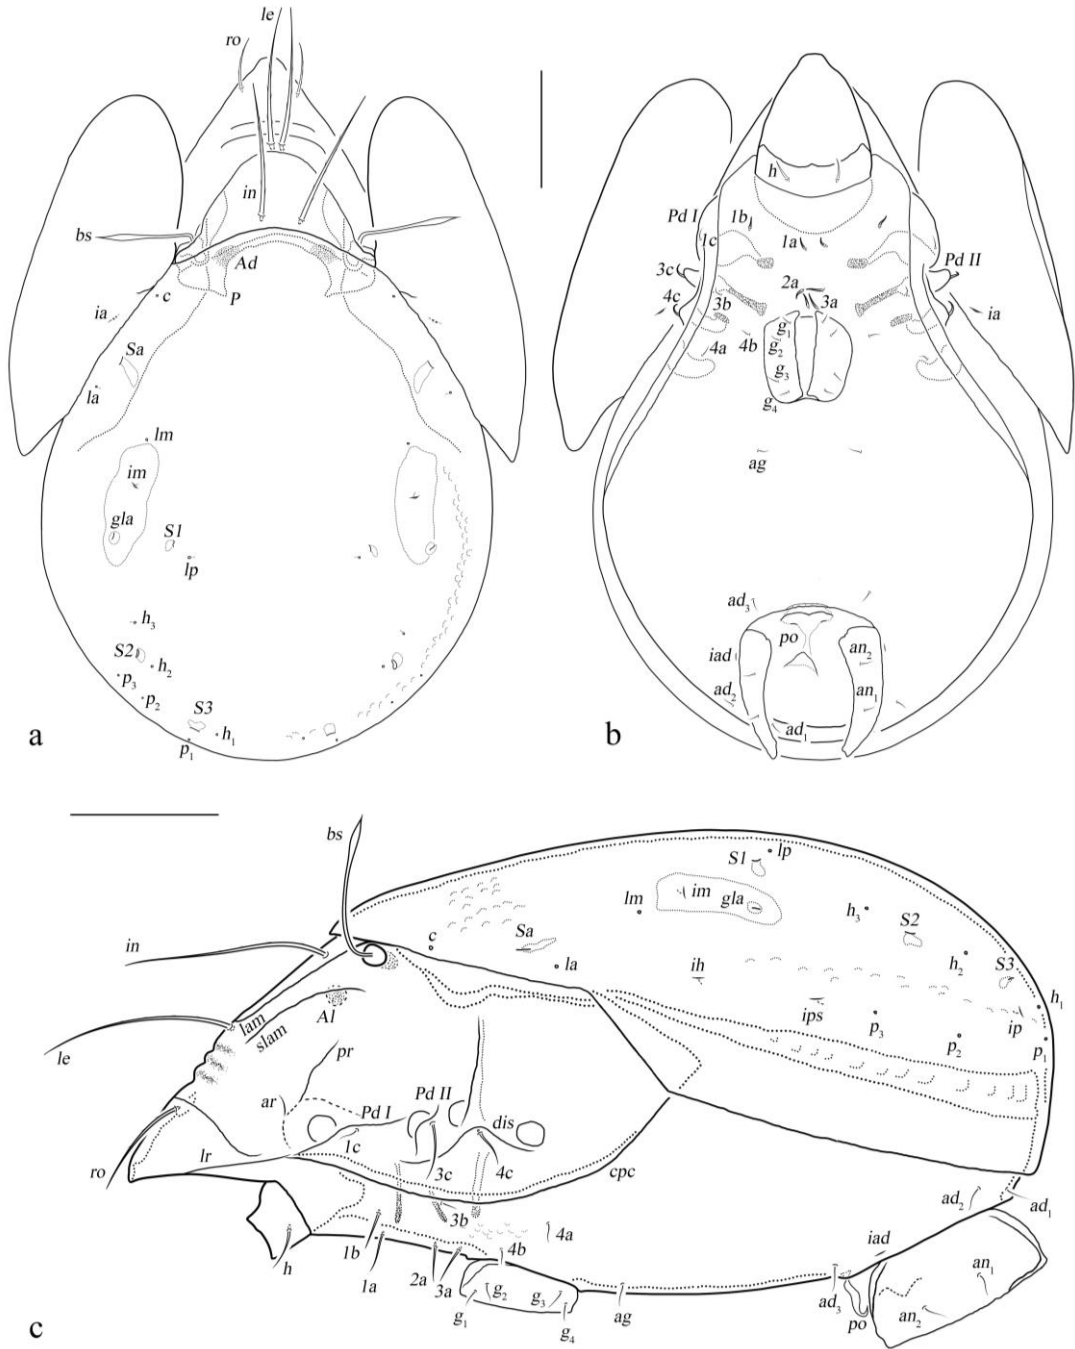 le
ro
in
bs
Ad
P
c
ia
Sa
la
lm
im
gla
S1
lp
h3
S2
h2
p3
p2
S3
h1
p1
a
h
Pd I
1b
1c
1a
Pd II
3c
2a
4c
3b
3a
ia
g1
4a
4b
g2
g3
g4
ag
ad3
po
iad
an2
ad2
an1
ad1
b
bs
lp
S1
im
gla
lm
h3
S2
in
c
Sa
la
ih
h2
S3
h1
ips
p3
ip
p2
p1
Al
lam
slam
le
pr
ar
Pd I
Pd II
dis
1c
lr
3c
4c
cpc
ro
ad2
ad1
3b
4a
iad
h
1b
1a
2a
3a
4b
g2
g3
g1
g4
ag
ad3
po
an1
an2
c